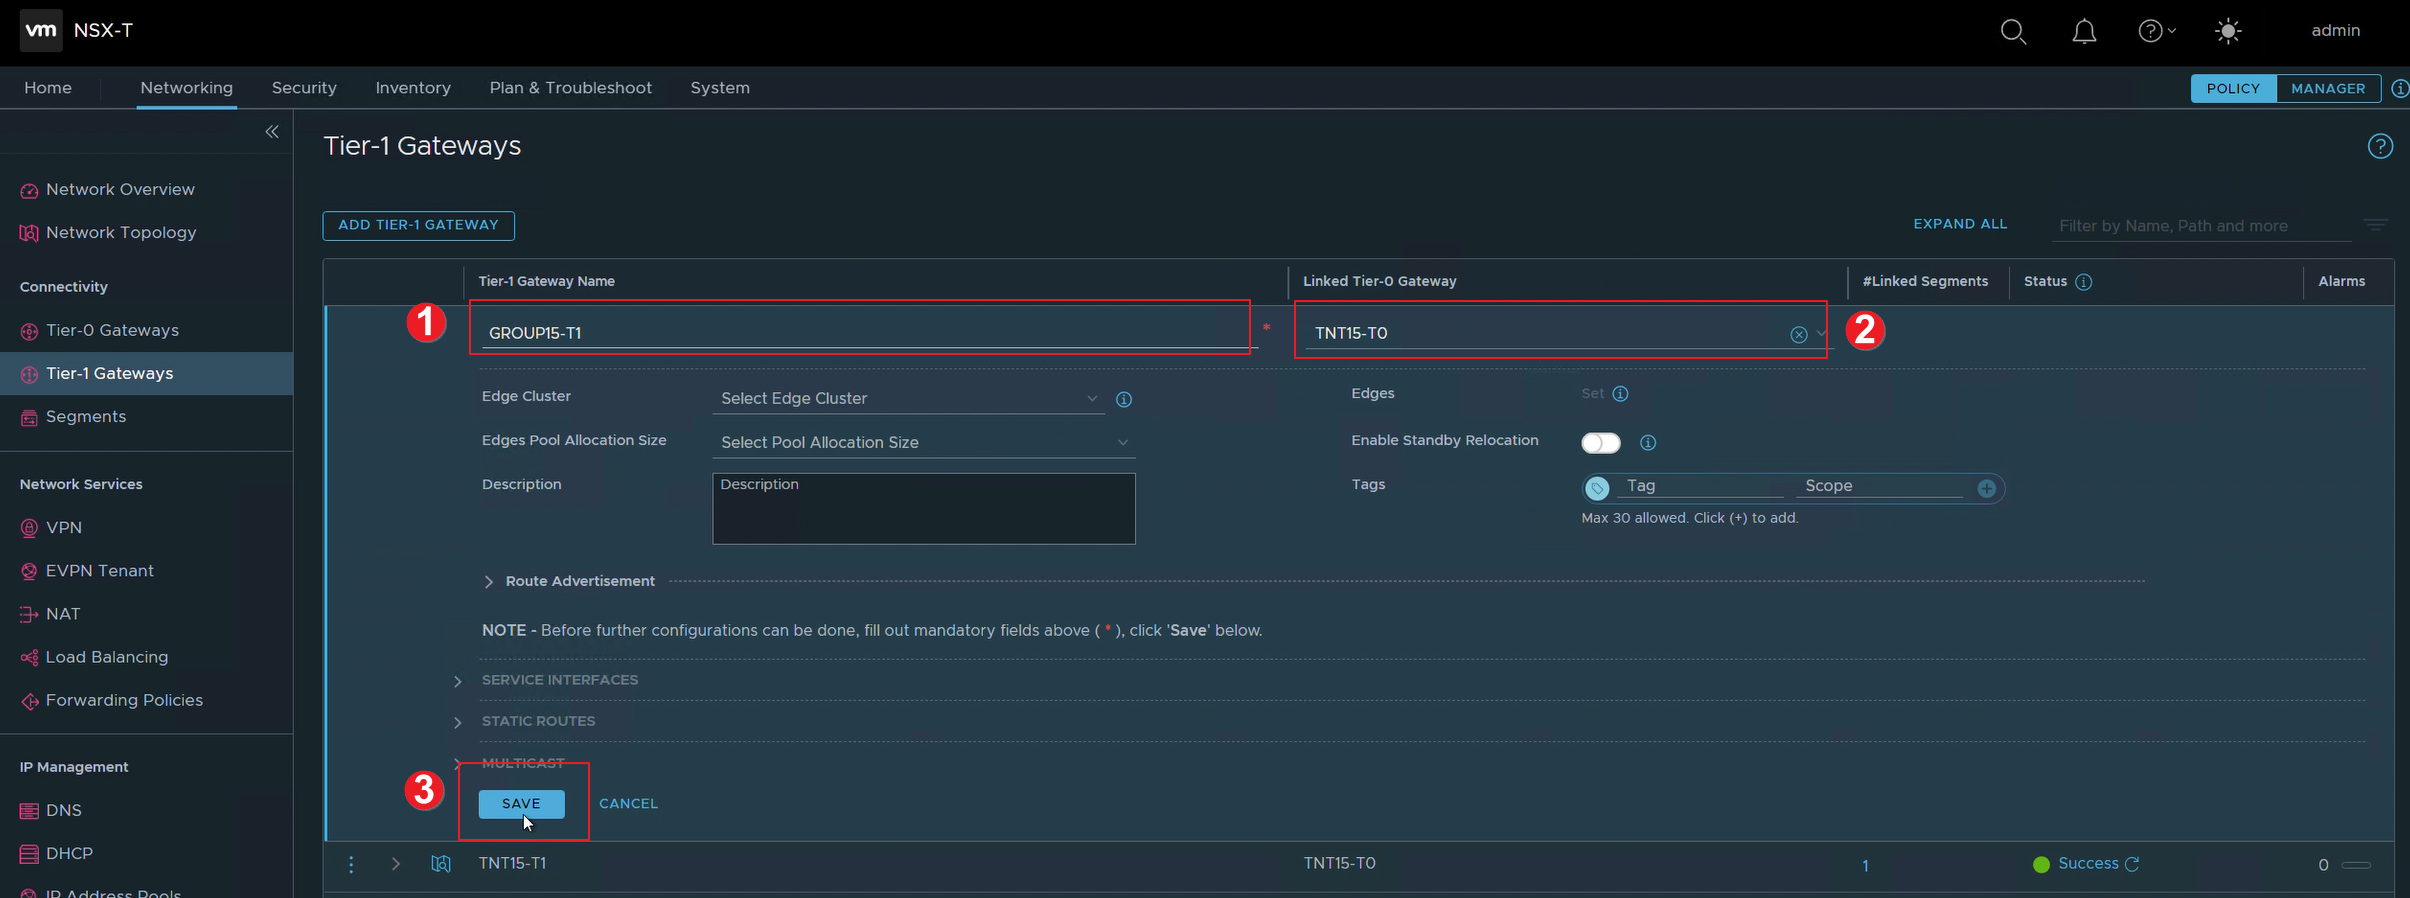 vm NSX-T
admin
Home Networking Security Inventory Plan & Troubleshoot System
POLICY MANAGER
Tier-1 Gateways
Network Overview
Network Topology
Connectivity
Tier-0 Gateways
Tier-1 Gateways
Segments
Network Services
VPN
EVPN Tenant
NAT
Load Balancing
Forwarding Policies
IP Management
DNS
DHCP
IP Address Pools
ADD TIER-1 GATEWAY
EXPAND ALL
Filter by Name, Path and more
Tier-1 Gateway Name Linked Tier-0 Gateway #Linked Segments Status Alarms
1 GROUP15-T1 * TNT15-T0 2
Edge Cluster Select Edge Cluster Edges Set
Edges Pool Allocation Size Select Pool Allocation Size Enable Standby Relocation
Description Description Tags Tag Scope
Max 30 allowed. Click (+) to add.
Route Advertisement
NOTE - Before further configurations can be done, fill out mandatory fields above ( * ), click 'Save' below.
SERVICE INTERFACES
STATIC ROUTES
MULTICAST
3 SAVE CANCEL
TNT15-T1 TNT15-T0 1 Success 0